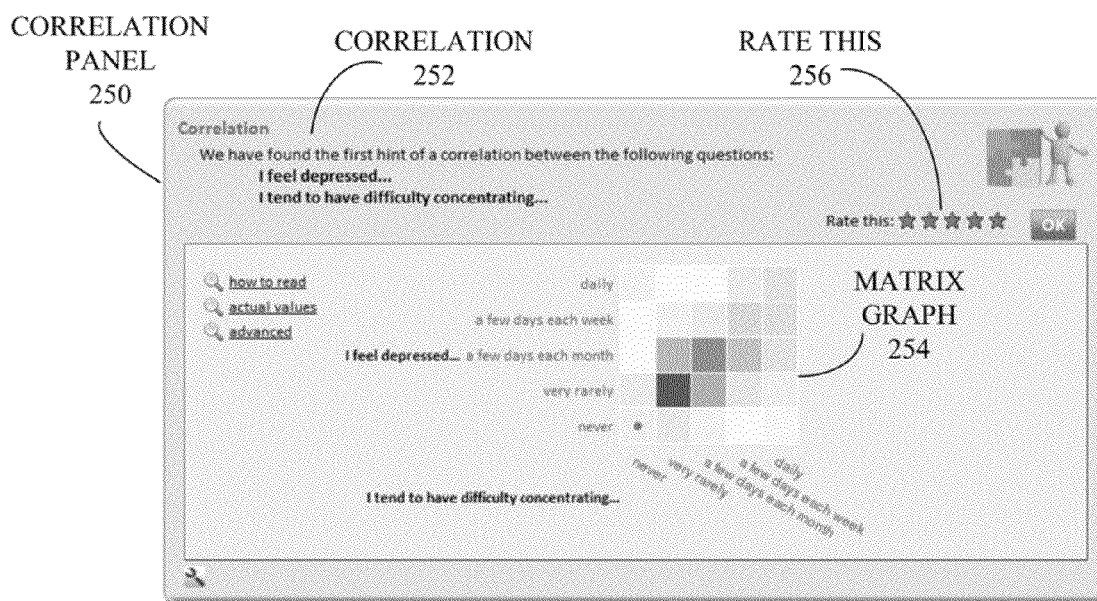 CORRELATION
PANEL
250
CORRELATION
252
RATE THIS
256
Correlation
We have found the first hint of a correlation between the following questions:
I feel depressed...
I tend to have difficulty concentrating...
Rate this:
OK
how to read
actual values
advanced
daily
a few days each week
I feel depressed... a few days each month
very rarely
never
MATRIX
GRAPH
254
never
very rarely
a few days each month
a few days each week
daily
I tend to have difficulty concentrating...